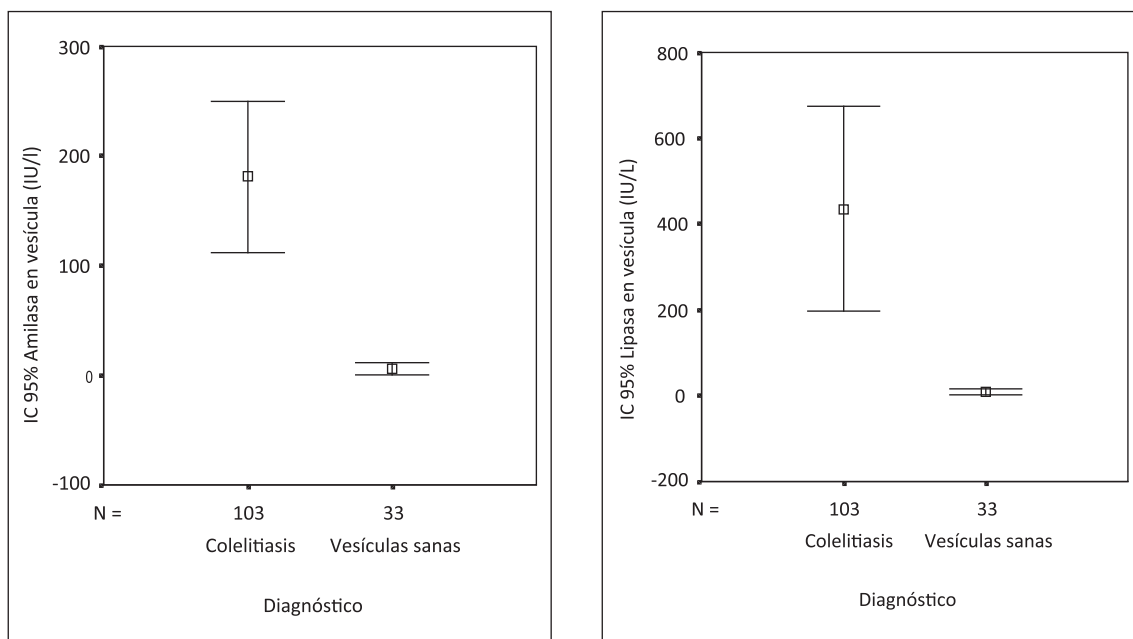 IC 95% Amilasa en vesícula (IU/l)
300
200
100
0
-100
N = 103 33
Colelitiasis Vesículas sanas
Diagnóstico
IC 95% Lipasa en vesícula (IU/L)
800
600
400
200
0
-200
N = 103 33
Colelitiasis Vesículas sanas
Diagnóstico